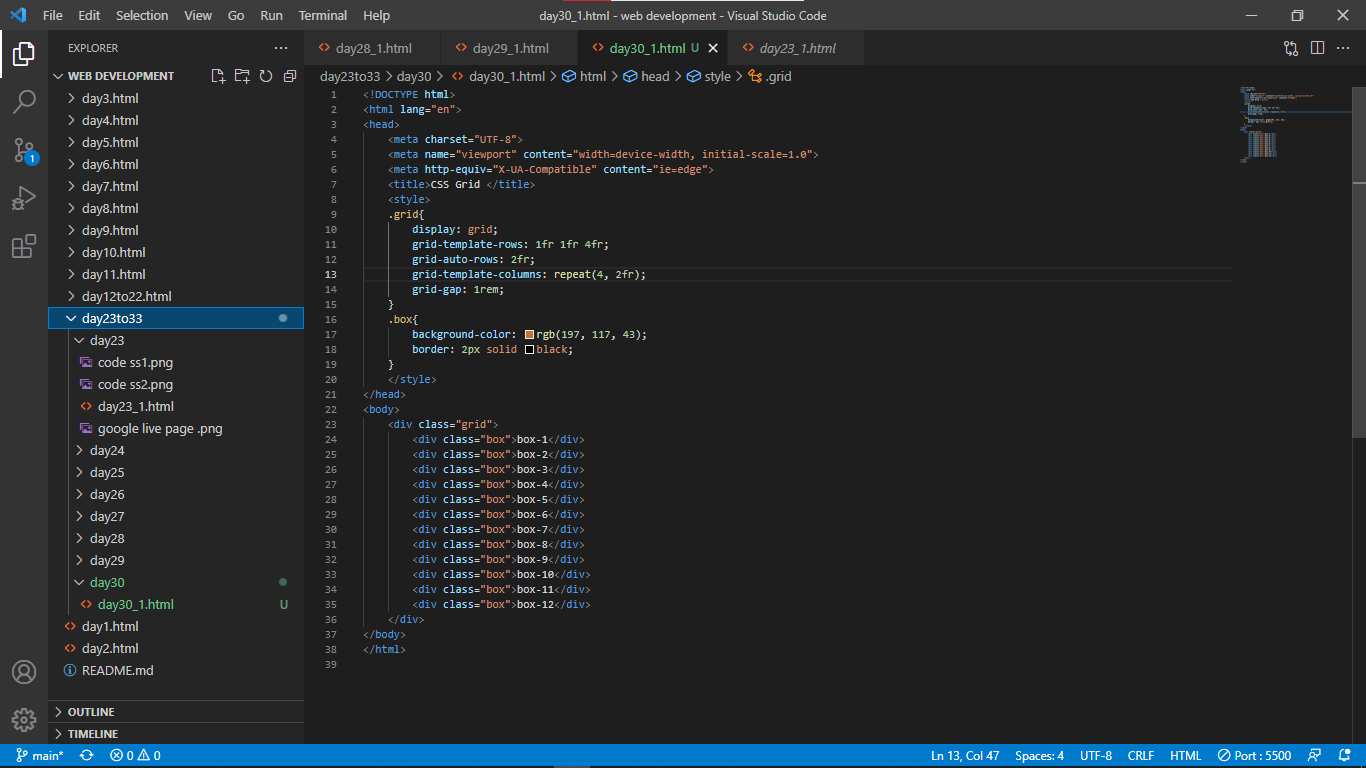 File Edit Selection View Go Run Terminal Help day30_1.html - web development - Visual Studio Code
EXPLORER
WEB DEVELOPMENT
day3.html
day4.html
day5.html
day6.html
day7.html
day8.html
day9.html
day10.html
day11.html
day12to22.html
day23to33
day23
code ss1.png
code ss2.png
day23_1.html
google live page .png
day24
day25
day26
day27
day28
day29
day30
day30_1.html U
day1.html
day2.html
README.md
OUTLINE
TIMELINE
1
day28_1.html day29_1.html day30_1.html U day23_1.html
day23to33 > day30 > day30_1.html > html > head > style > .grid
1 <!DOCTYPE html>
2 <html lang="en">
3 <head>
4 <meta charset="UTF-8">
5 <meta name="viewport" content="width=device-width, initial-scale=1.0">
6 <meta http-equiv="X-UA-Compatible" content="ie=edge">
7 <title>CSS Grid </title>
8 <style>
9 .grid{
10 display: grid;
11 grid-template-rows: 1fr 1fr 4fr;
12 grid-auto-rows: 2fr;
13 grid-template-columns: repeat(4, 2fr);
14 grid-gap: 1rem;
15 }
16 .box{
17 background-color: rgb(197, 117, 43);
18 border: 2px solid black;
19 }
20 </style>
21 </head>
22 <body>
23 <div class="grid">
24 <div class="box">box-1</div>
25 <div class="box">box-2</div>
26 <div class="box">box-3</div>
27 <div class="box">box-4</div>
28 <div class="box">box-5</div>
29 <div class="box">box-6</div>
30 <div class="box">box-7</div>
31 <div class="box">box-8</div>
32 <div class="box">box-9</div>
33 <div class="box">box-10</div>
34 <div class="box">box-11</div>
35 <div class="box">box-12</div>
36 </div>
37 </body>
38 </html>
39
main* 0 0 Ln 13, Col 47 Spaces: 4 UTF-8 CRLF HTML Port : 5500